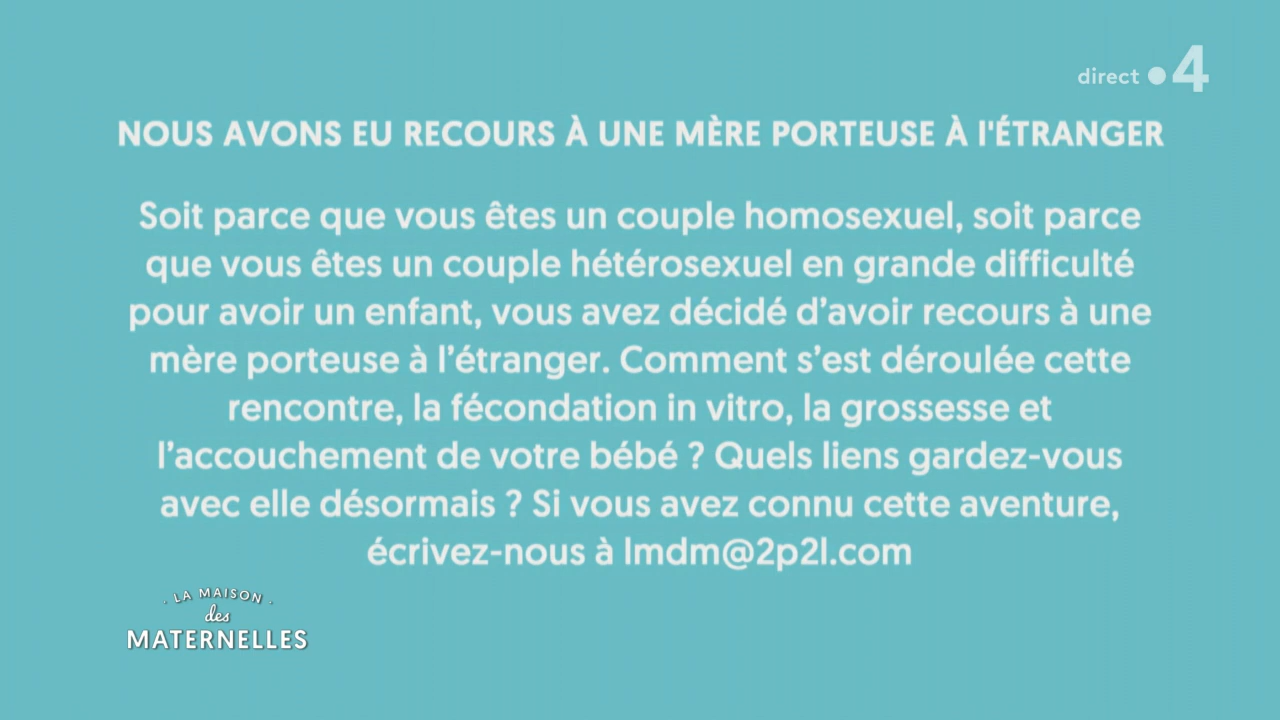 direct • 4
NOUS AVONS EU RECOURS À UNE MÈRE PORTEUSE À l'ÉTRANGER
Soit parce que vous êtes un couple homosexuel, soit parce
que vous êtes un couple hétérosexuel en grande difficulté
pour avoir un enfant, vous avez décidé d’avoir recours à une
mère porteuse à l’étranger. Comment s’est déroulée cette
rencontre, la fécondation in vitro, la grossesse et
l’accouchement de votre bébé ? Quels liens gardez-vous
avec elle désormais ? Si vous avez connu cette aventure,
écrivez-nous à lmdm@2p2l.com
. LA MAISON .
des
MATERNELLES